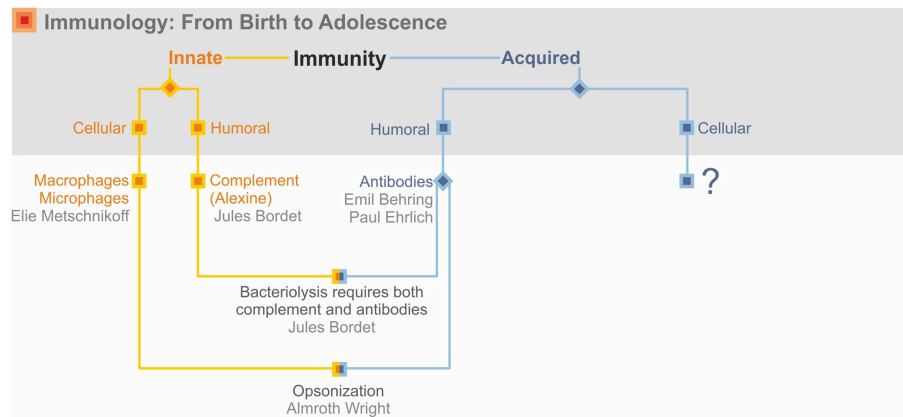 Immunology: From Birth to Adolescence
Innate Immunity Acquired
Cellular Humoral Humoral Cellular
Macrophages
Microphages
Elie Metschnikoff
Complement
(Alexine)
Jules Bordet
Antibodies
Emil Behring
Paul Ehrlich
?
Bacteriolysis requires both
complement and antibodies
Jules Bordet
Opsonization
Almroth Wright